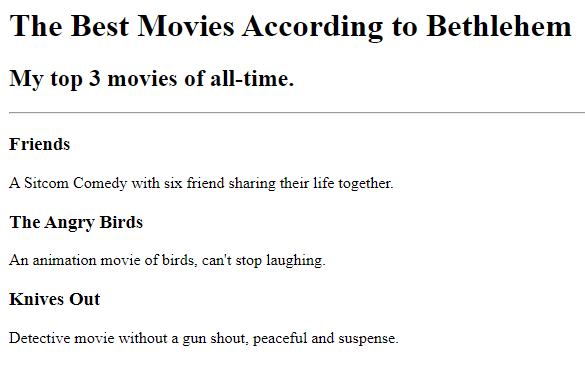 The Best Movies According to Bethlehem
My top 3 movies of all-time.
Friends
A Sitcom Comedy with six friend sharing their life together.
The Angry Birds
An animation movie of birds, can't stop laughing.
Knives Out
Detective movie without a gun shout, peaceful and suspense.